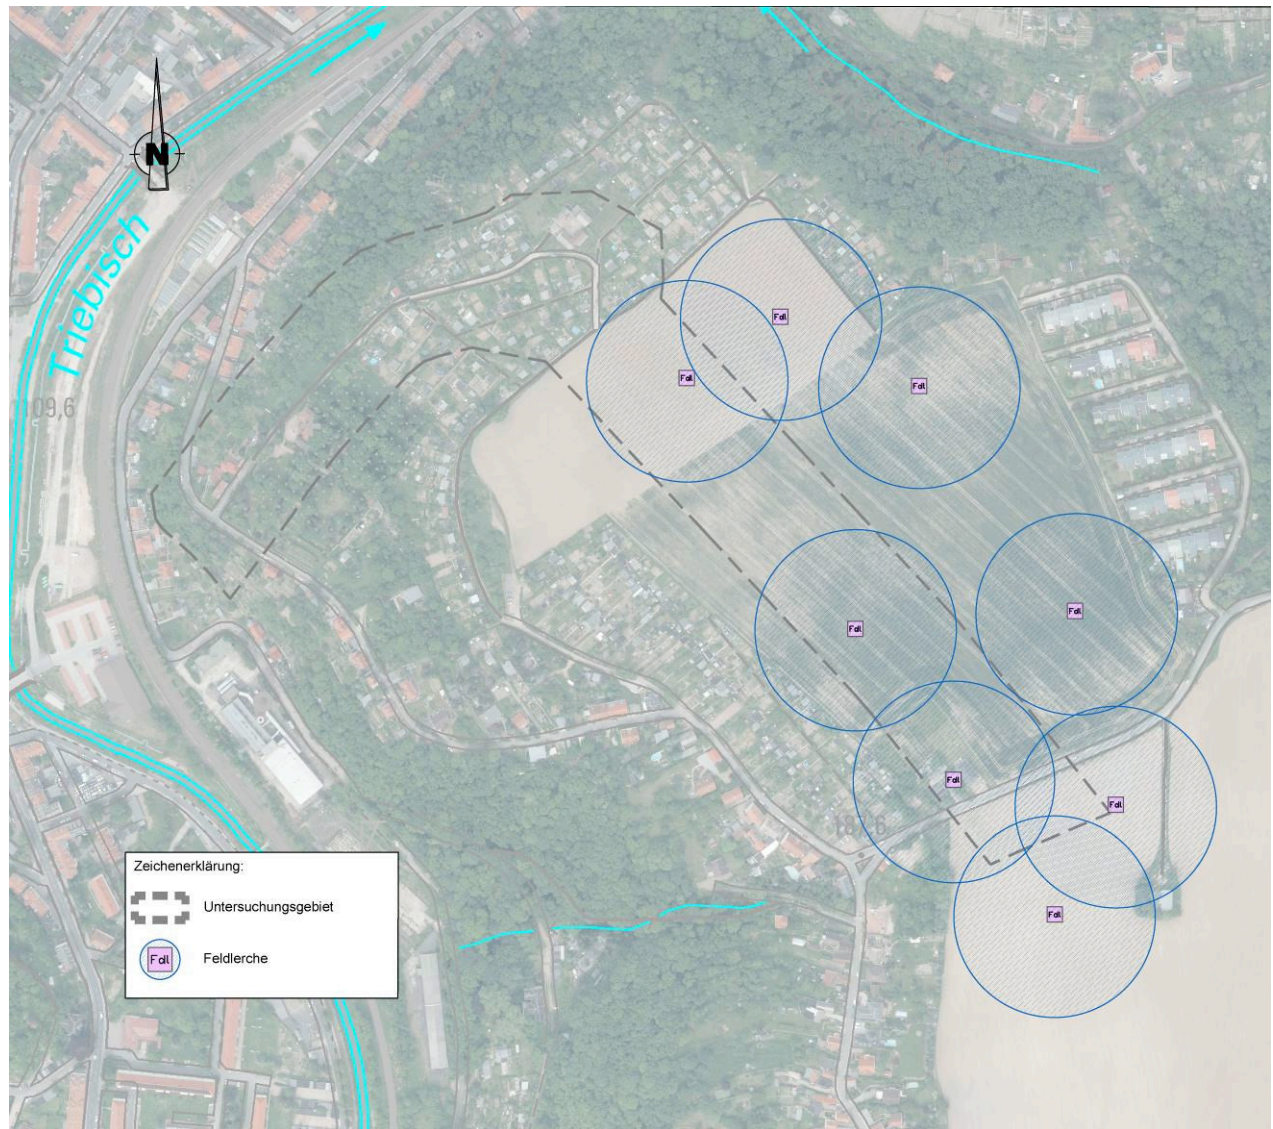 N
Triebisch
109,6
Fdl
Fdl
Fdl
Fdl
Fdl
Fdl
Fdl
Fdl
Zeichenerklärung:
Untersuchungsgebiet
Fdl
Feldlerche